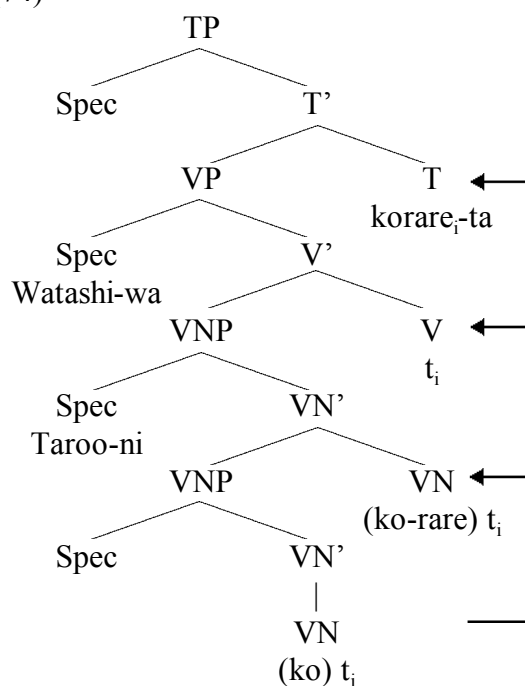 TP
Spec T’
VP T
korareᵢ-ta
Spec V’
Watashi-wa
VNP V
tᵢ
Spec VN’
Taroo-ni
VNP VN
(ko-rare) tᵢ
Spec VN’
VN
(ko) tᵢ